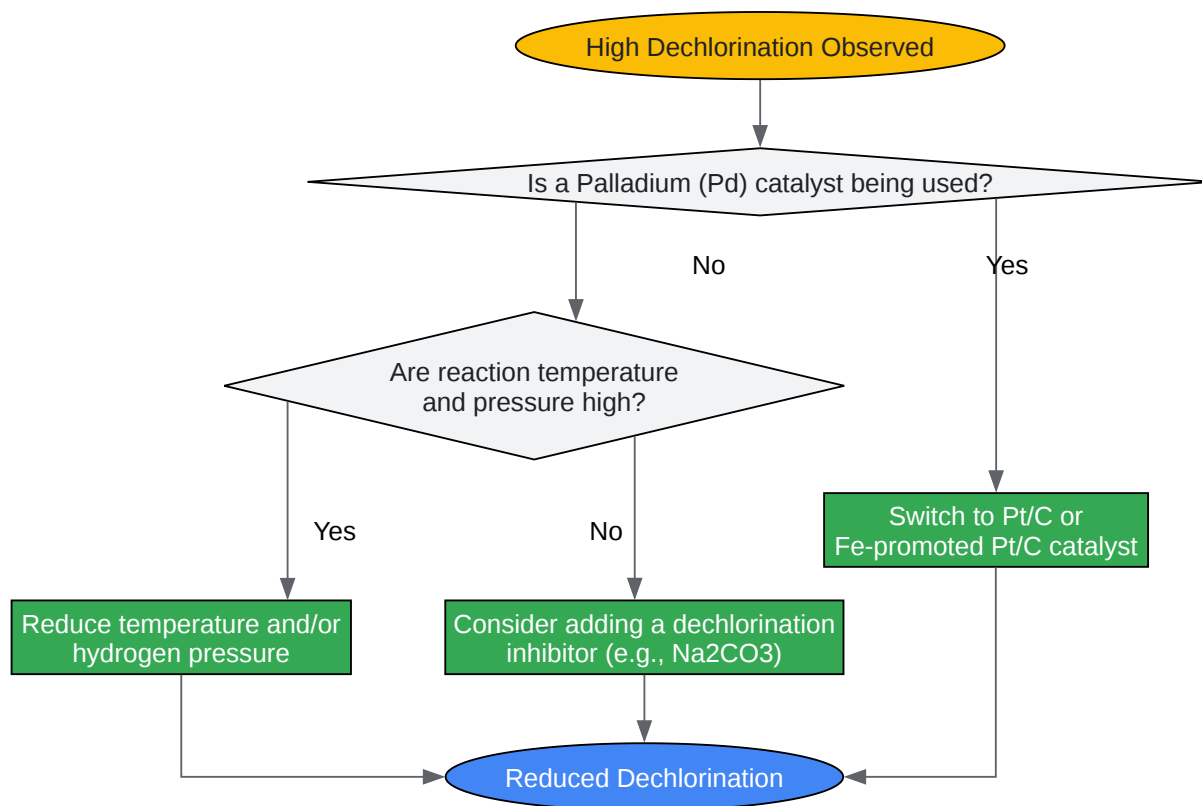 High Dechlorination Observed
Is a Palladium (Pd) catalyst being used?
No
Yes
Are reaction temperature
and pressure high?
Yes
No
Switch to Pt/C or
Fe-promoted Pt/C catalyst
Reduce temperature and/or
hydrogen pressure
Consider adding a dechlorination
inhibitor (e.g., Na2CO3)
Reduced Dechlorination